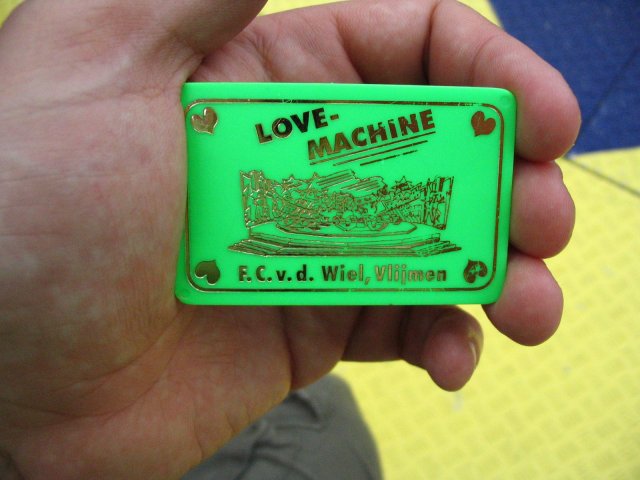 LOVE-
MACHiNE
F.C.v.d. Wiel, Vlijmen